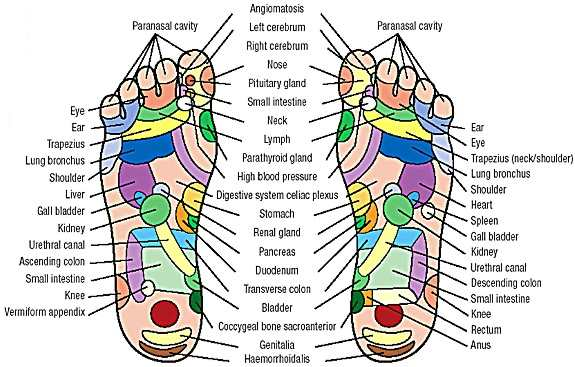 Paranasal cavity
Eye
Ear
Trapezius
Lung bronchus
Shoulder
Liver
Gall bladder
Kidney
Urethral canal
Ascending colon
Small intestine
Knee
Vermiform appendix
Angiomatosis
Left cerebrum
Right cerebrum
Nose
Pituitary gland
Small intestine
Neck
Lymph
Parathyroid gland
High blood pressure
Digestive system celiac plexus
Stomach
Renal gland
Pancreas
Duodenum
Transverse colon
Bladder
Coccygeal bone sacroanterior
Genitalia
Haemorrhoidalis
Paranasal cavity
Ear
Eye
Trapezius (neck/shoulder)
Lung bronchus
Shoulder
Heart
Spleen
Gall bladder
Kidney
Urethral canal
Descending colon
Small intestine
Knee
Rectum
Anus